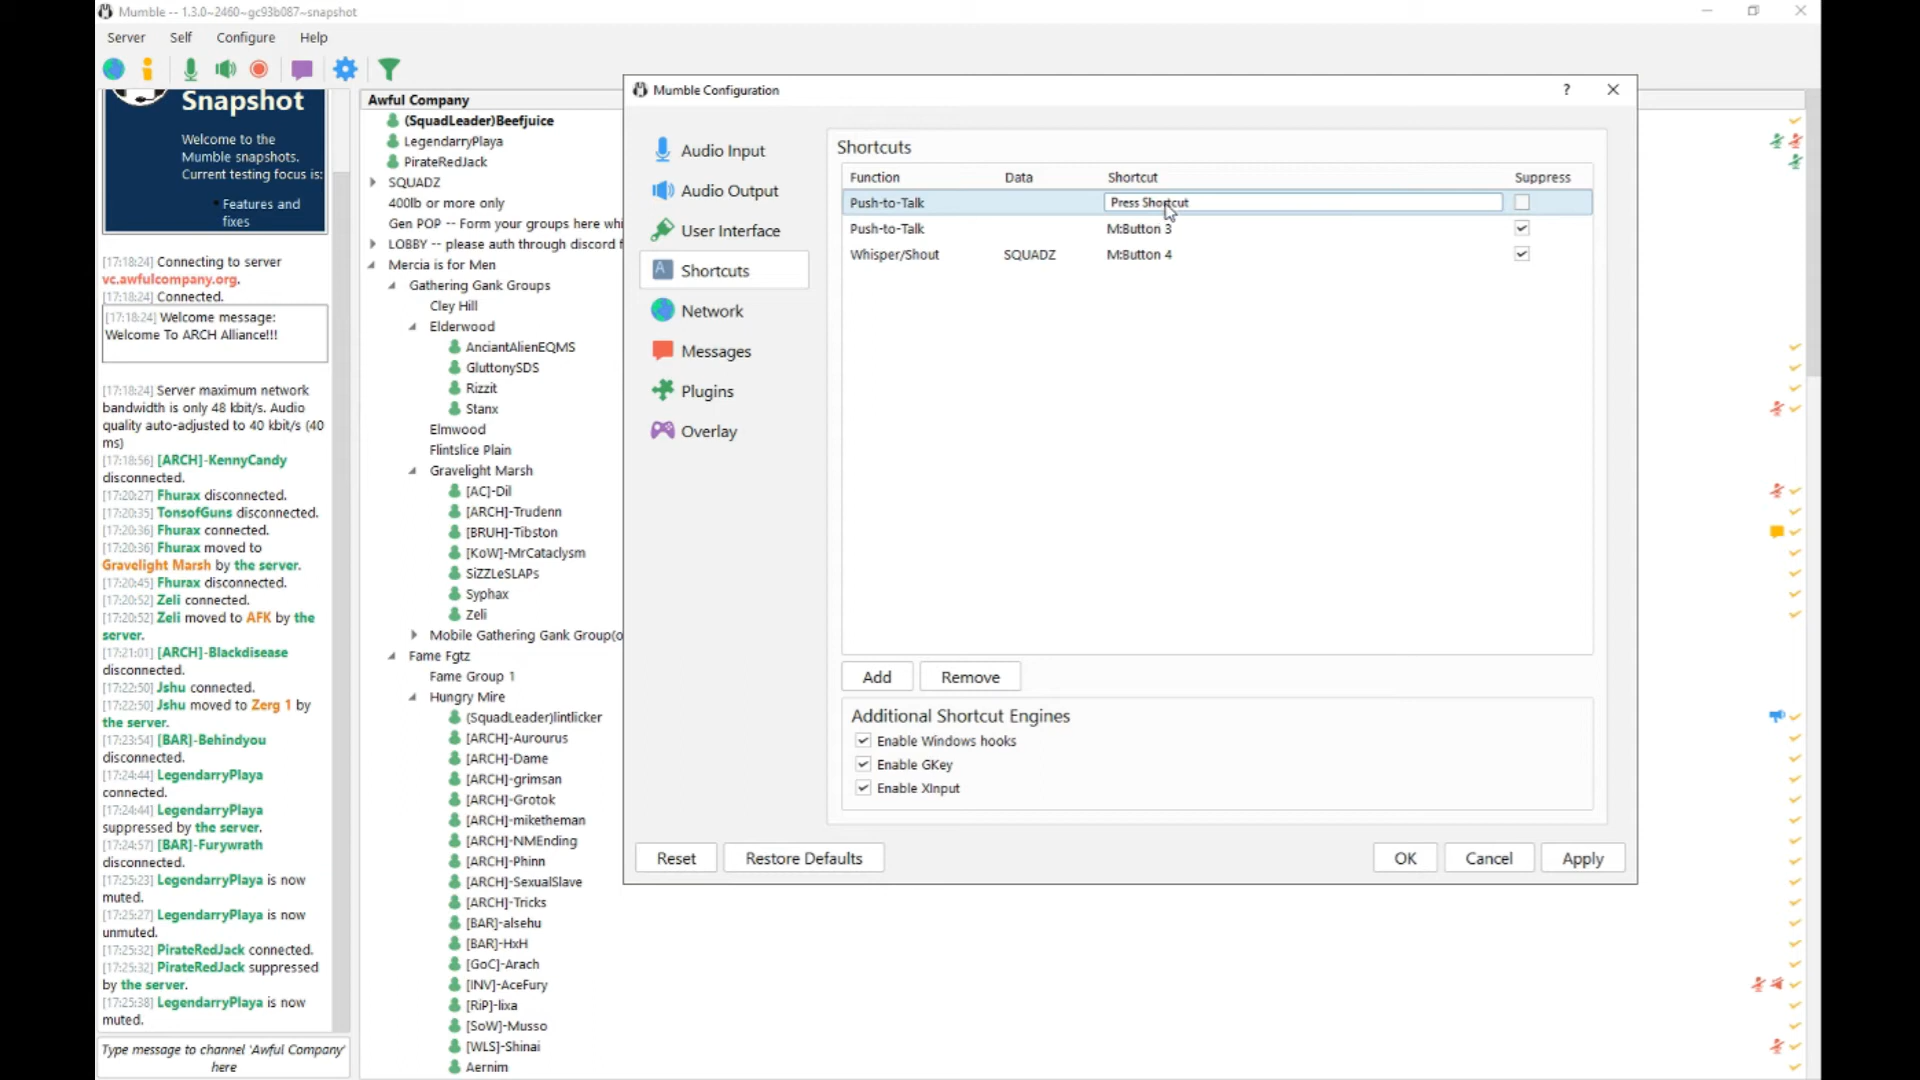 Mumble -- 1.3.0~2460~gc93b087~snapshot
Server Self Configure Help
Snapshot
Welcome to the
Mumble snapshots.
Current testing focus is:
Features and
fixes
[17:18:24] Connecting to server
vc.awfulcompany.org.
[17:18:24] Connected.
[17:18:24] Welcome message:
Welcome To ARCH Alliance!!!
[17:18:24] Server maximum network
bandwidth is only 48 kbit/s. Audio
quality auto-adjusted to 40 kbit/s (40
ms)
[17:18:56] [ARCH]-KennyCandy
disconnected.
[17:20:27] Fhurax disconnected.
[17:20:35] TonsofGuns disconnected.
[17:20:36] Fhurax connected.
[17:20:36] Fhurax moved to
Gravelight Marsh by the server.
[17:20:45] Fhurax disconnected.
[17:20:52] Zeli connected.
[17:20:52] Zeli moved to AFK by the
server.
[17:21:01] [ARCH]-Blackdisease
disconnected.
[17:22:50] Jshu connected.
[17:22:50] Jshu moved to Zerg 1 by
the server.
[17:23:54] [BAR]-Behindyou
disconnected.
[17:24:44] LegendarryPlaya
connected.
[17:24:44] LegendarryPlaya
suppressed by the server.
[17:24:57] [BAR]-Furywrath
disconnected.
[17:25:23] LegendarryPlaya is now
muted.
[17:25:27] LegendarryPlaya is now
unmuted.
[17:25:32] PirateRedJack connected.
[17:25:32] PirateRedJack suppressed
by the server.
[17:25:38] LegendarryPlaya is now
muted.
Type message to channel 'Awful Company'
here
Awful Company
(SquadLeader)Beefjuice
LegendarryPlaya
PirateRedJack
SQUADZ
400lb or more only
Gen POP -- Form your groups here whi
LOBBY -- please auth through discord f
Mercia is for Men
Gathering Gank Groups
Cley Hill
Elderwood
AnciantAlienEQMS
GluttonySDS
Rizzit
Stanx
Elmwood
Flintslice Plain
Gravelight Marsh
[AC]-Dil
[ARCH]-Trudenn
[BRUH]-Tibston
[KoW]-MrCataclysm
SiZZLeSLAPs
Syphax
Zeli
Mobile Gathering Gank Group(o
Fame Fgtz
Fame Group 1
Hungry Mire
(SquadLeader)lintlicker
[ARCH]-Aurourus
[ARCH]-Dame
[ARCH]-grimsan
[ARCH]-Grotok
[ARCH]-miketheman
[ARCH]-NMEnding
[ARCH]-Phinn
[ARCH]-SexualSlave
[ARCH]-Tricks
[BAR]-alsehu
[BAR]-HxH
[GoC]-Arach
[INV]-AceFury
[RiP]-lixa
[SoW]-Musso
[WLS]-Shinai
Aernim
Mumble Configuration
?
Audio Input
Audio Output
User Interface
Shortcuts
Network
Messages
Plugins
Overlay
Shortcuts
Function Data Shortcut Suppress
Push-to-Talk Press Shortcut
Push-to-Talk M:Button 3
Whisper/Shout SQUADZ M:Button 4
Add Remove
Additional Shortcut Engines
Enable Windows hooks
Enable GKey
Enable XInput
Reset Restore Defaults OK Cancel Apply